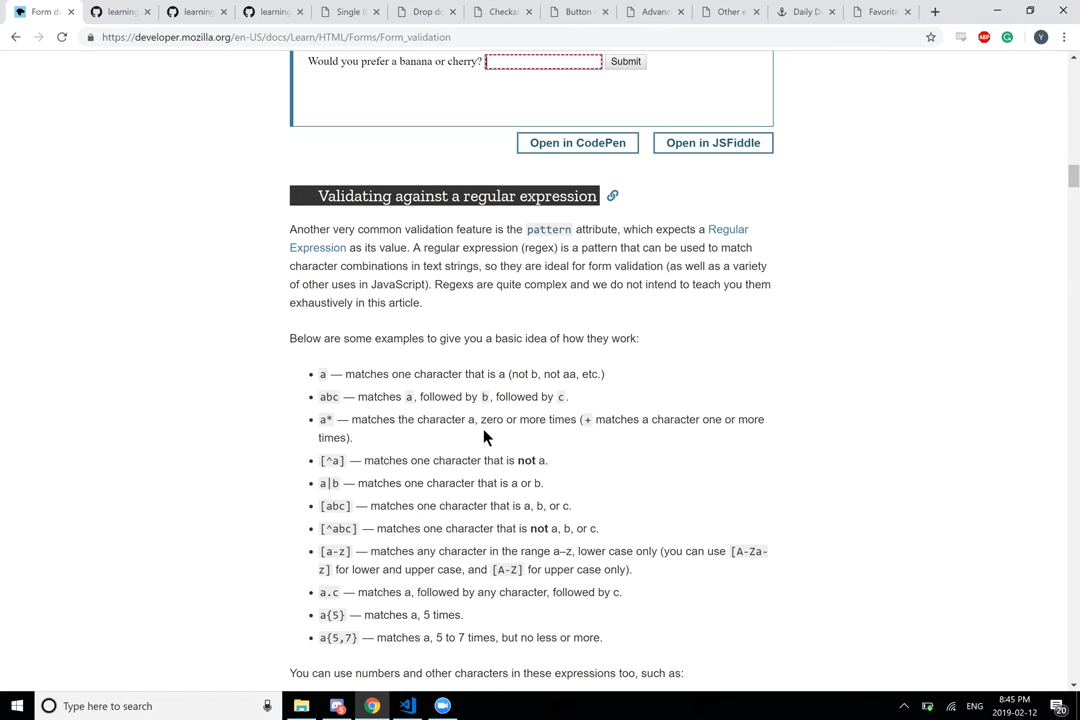 Form d
learning
learning
learning
Single l
Drop d
Checka
Button
Advanc
Other e
Daily D
Favorite
https://developer.mozilla.org/en-US/docs/Learn/HTML/Forms/Form_validation
ABP
Y
Would you prefer a banana or cherry?
Submit
Open in CodePen
Open in JSFiddle
Validating against a regular expression
Another very common validation feature is the pattern attribute, which expects a Regular
Expression as its value. A regular expression (regex) is a pattern that can be used to match
character combinations in text strings, so they are ideal for form validation (as well as a variety
of other uses in JavaScript). Regexs are quite complex and we do not intend to teach you them
exhaustively in this article.
Below are some examples to give you a basic idea of how they work:
• a — matches one character that is a (not b, not aa, etc.)
• abc — matches a, followed by b, followed by c.
• a* — matches the character a, zero or more times (+ matches a character one or more
times).
• [^a] — matches one character that is not a.
• a|b — matches one character that is a or b.
• [abc] — matches one character that is a, b, or c.
• [^abc] — matches one character that is not a, b, or c.
• [a-z] — matches any character in the range a–z, lower case only (you can use [A-Za-
z] for lower and upper case, and [A-Z] for upper case only).
• a.c — matches a, followed by any character, followed by c.
• a{5} — matches a, 5 times.
• a{5,7} — matches a, 5 to 7 times, but no less or more.
You can use numbers and other characters in these expressions too, such as:
Type here to search
ENG
8:45 PM
2019-02-12
20